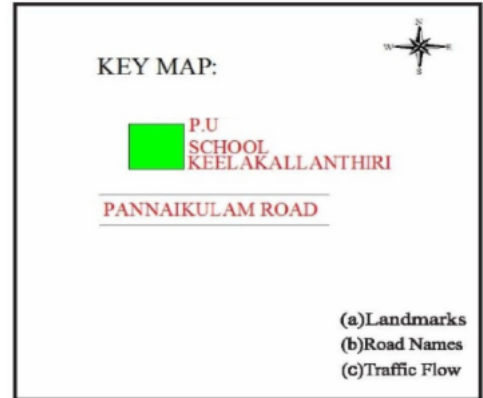 N
W E
S
KEY MAP:
P.U
SCHOOL
KEELAKALLANTHIRI
PANNAIKULAM ROAD
(a)Landmarks
(b)Road Names
(c)Traffic Flow